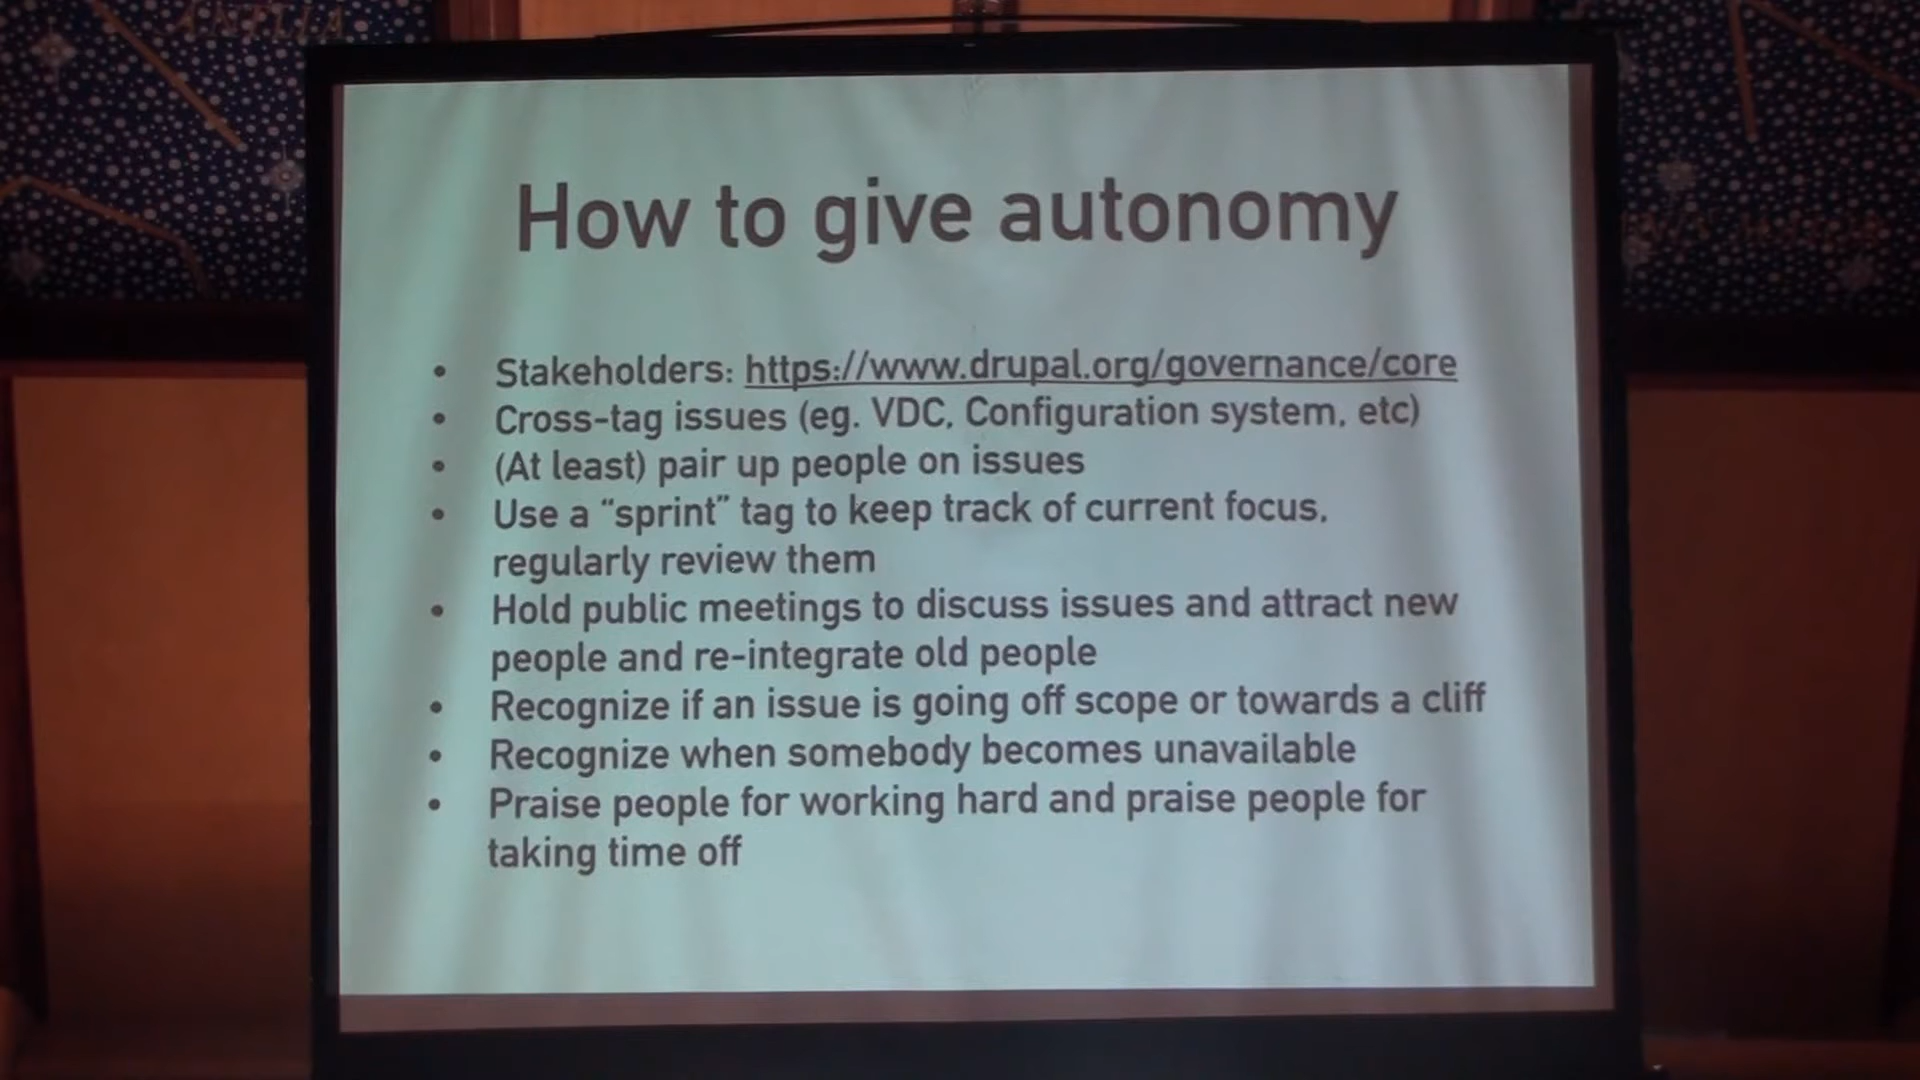 How to give autonomy
• Stakeholders: https://www.drupal.org/governance/core
• Cross-tag issues (eg. VDC, Configuration system, etc)
• (At least) pair up people on issues
• Use a “sprint” tag to keep track of current focus,
regularly review them
• Hold public meetings to discuss issues and attract new
people and re-integrate old people
• Recognize if an issue is going off scope or towards a cliff
• Recognize when somebody becomes unavailable
• Praise people for working hard and praise people for
taking time off